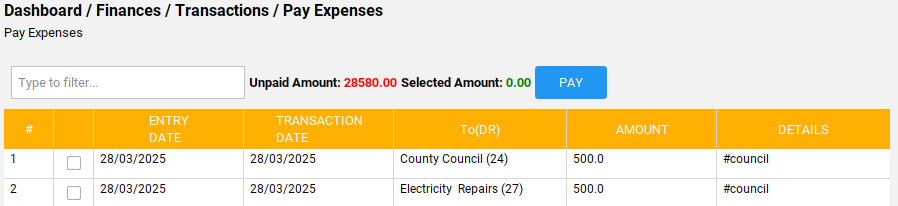 Dashboard / Finances / Transactions / Pay Expenses
Pay Expenses
Type to filter... Unpaid Amount: 28580.00 Selected Amount: 0.00 PAY
# ENTRY DATE TRANSACTION DATE To(DR) AMOUNT DETAILS
1 28/03/2025 28/03/2025 County Council (24) 500.0 #council
2 28/03/2025 28/03/2025 Electricity Repairs (27) 500.0 #council